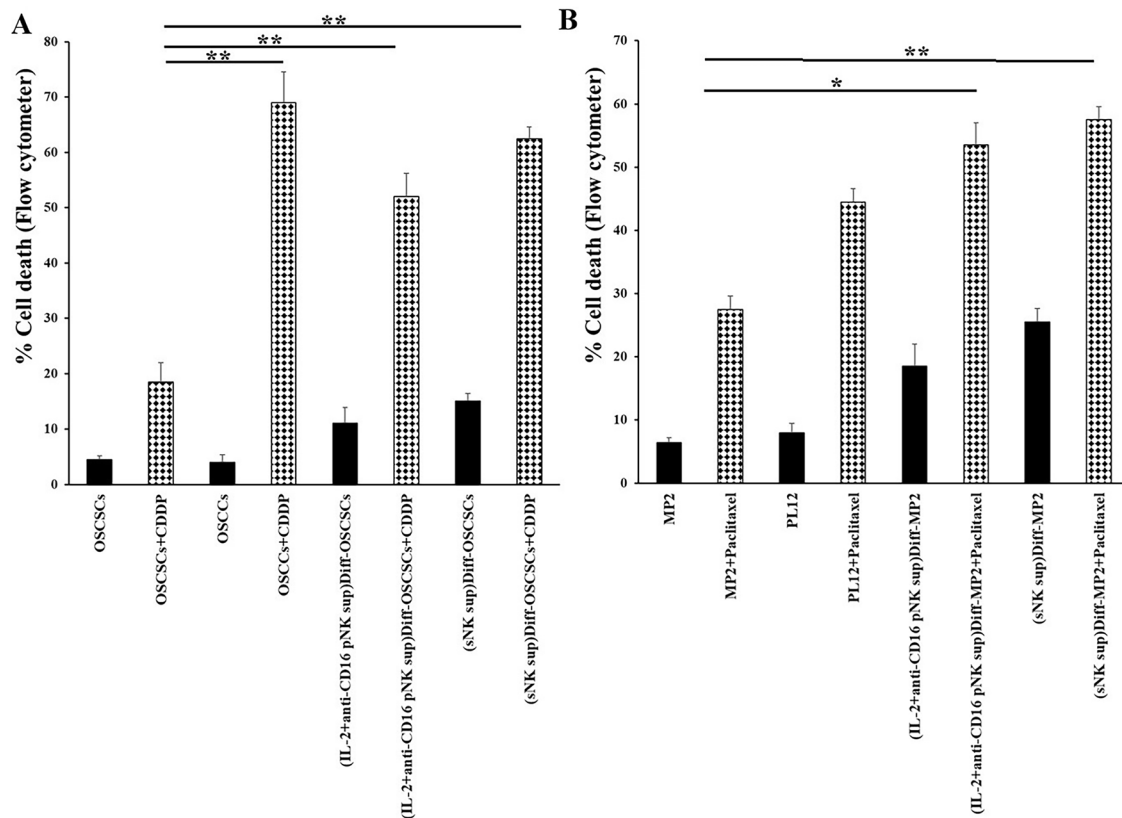 A
% Cell death (Flow cytometer)
80
70
60
50
40
30
20
10
0
**
**
**
OSCSCs
OSCSCs+CDDP
OSCCs
OSCCs+CDDP
(IL-2+anti-CD16 pNK sup)Diff-OSCSCs
(IL-2+anti-CD16 pNK sup)Diff-OSCSCs+CDDP
(sNK sup)Diff-OSCSCs
(sNK sup)Diff-OSCSCs+CDDP
B
% Cell death (Flow cytometer)
70
60
50
40
30
20
10
0
**
*
MP2
MP2+Paclitaxel
PL12
PL12+Paclitaxel
(IL-2+anti-CD16 pNK sup)Diff-MP2
(IL-2+anti-CD16 pNK sup)Diff-MP2+Paclitaxel
(sNK sup)Diff-MP2
(sNK sup)Diff-MP2+Paclitaxel